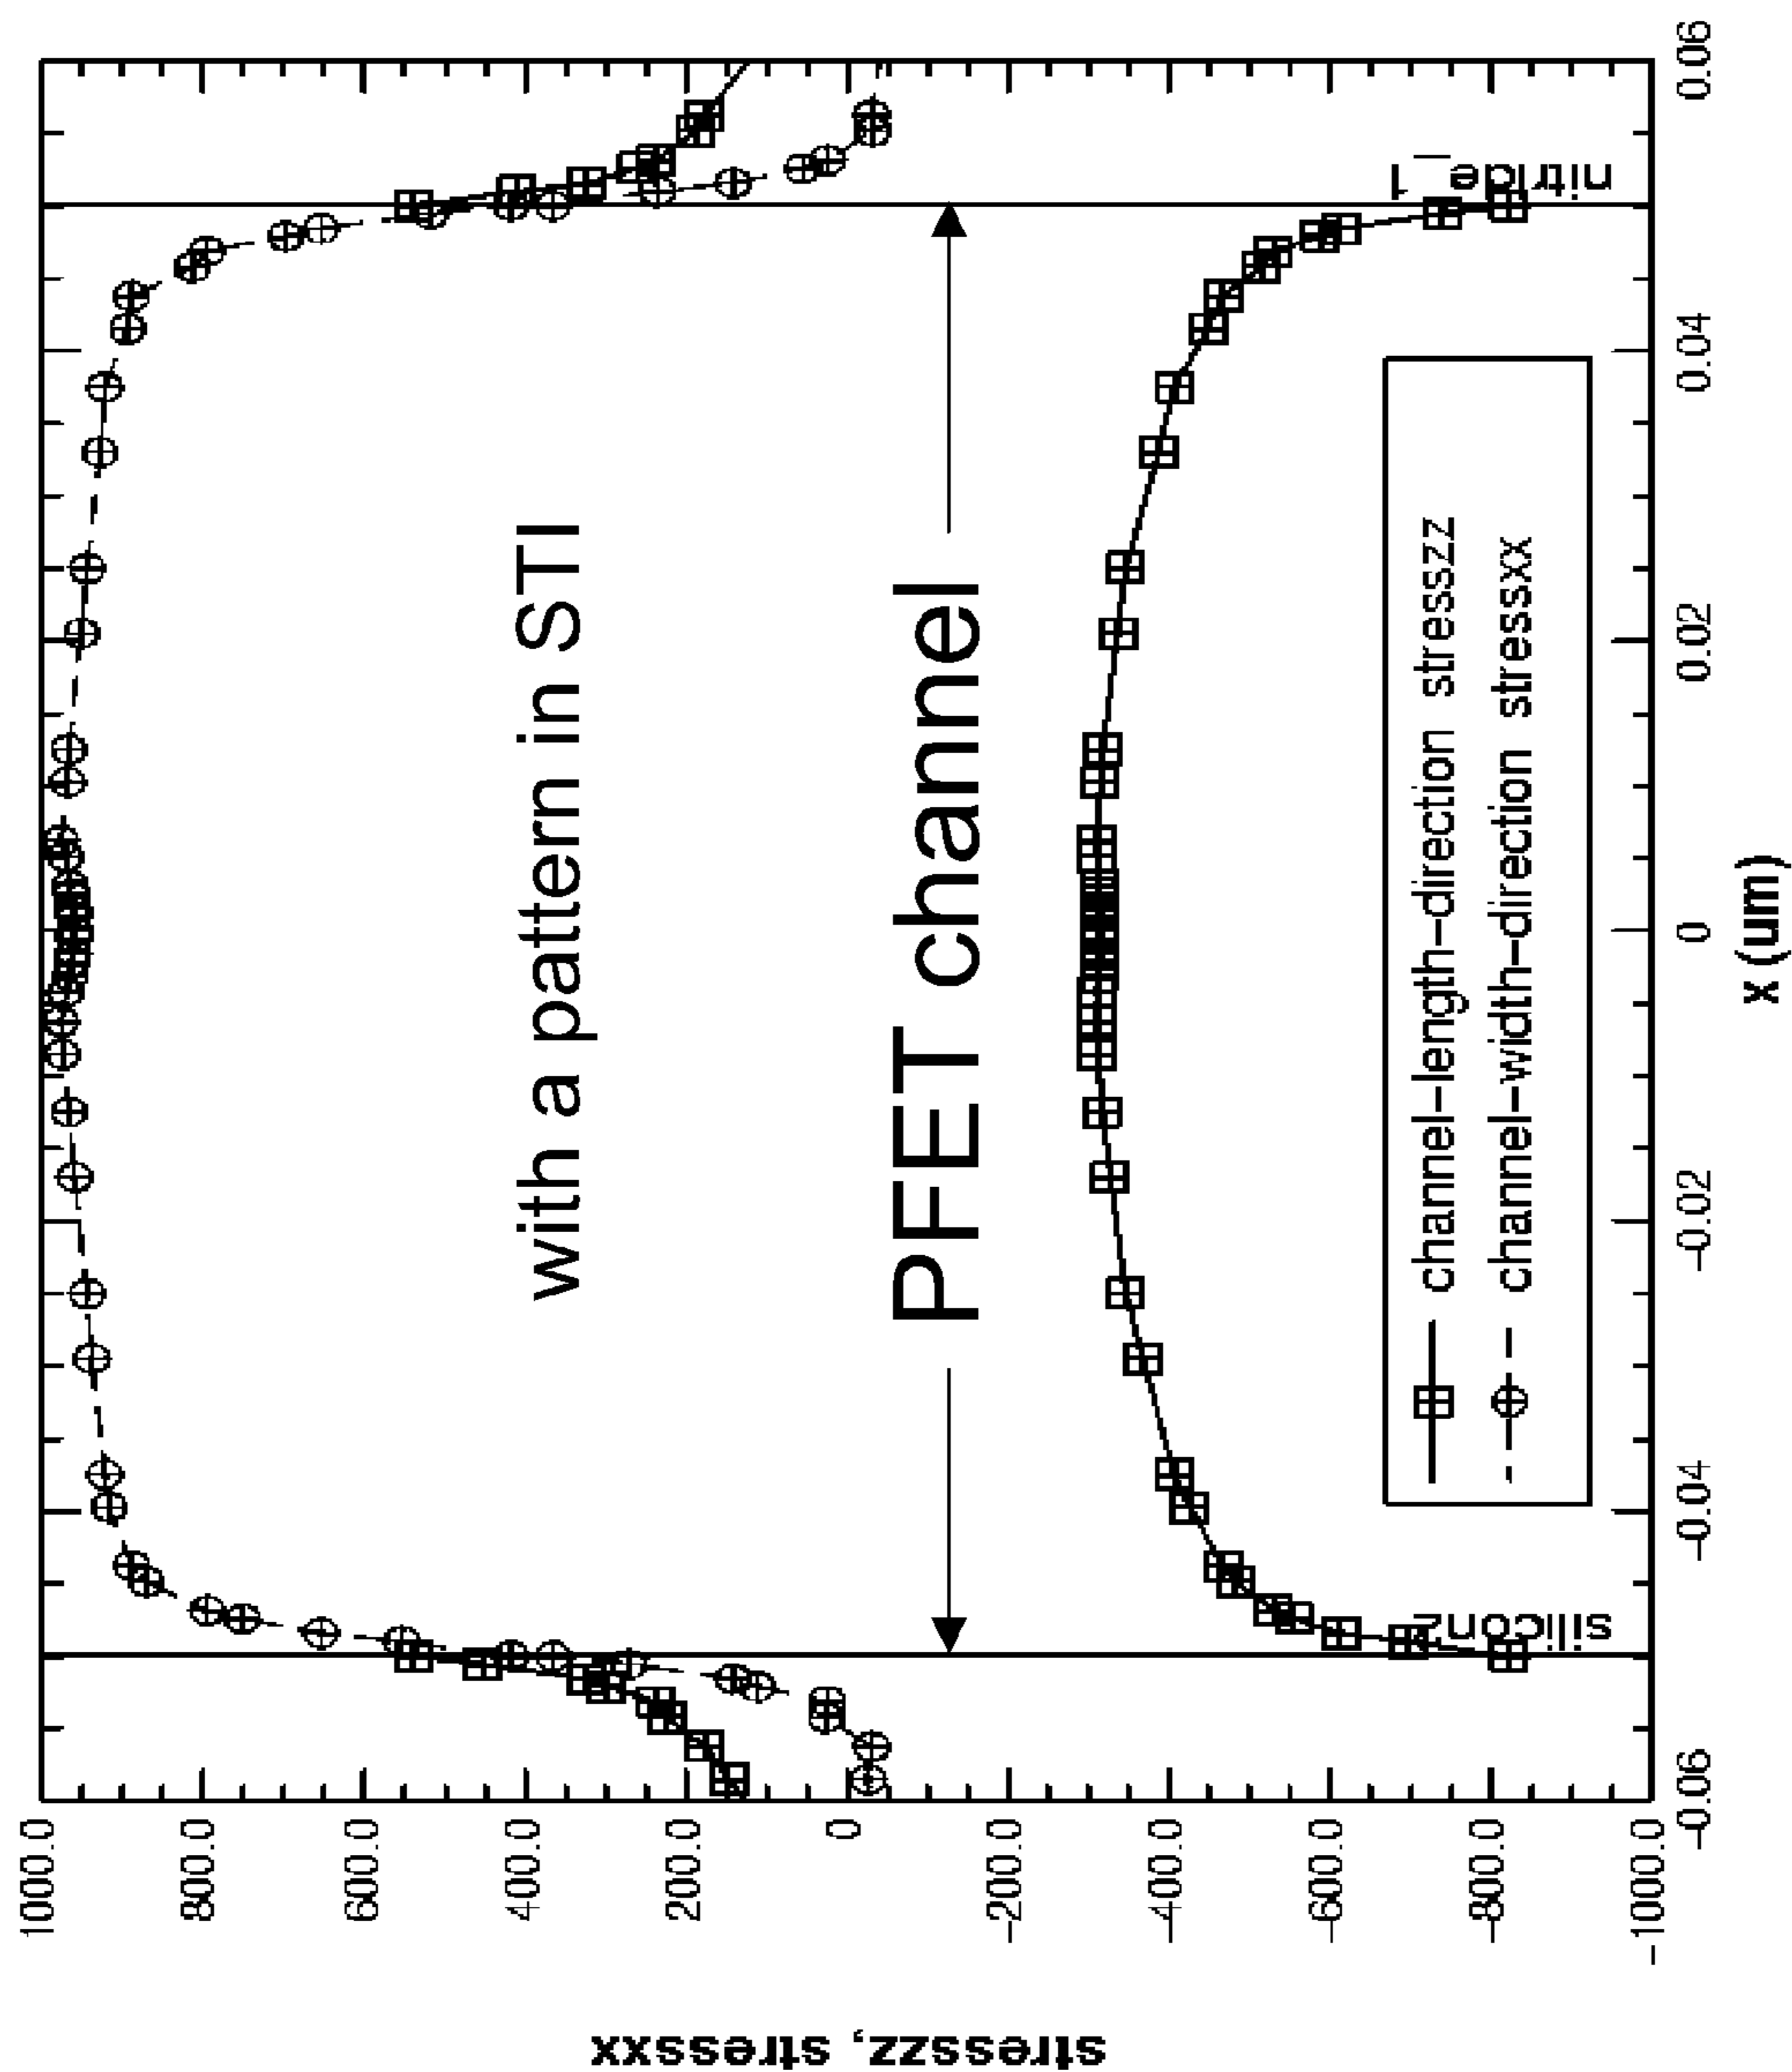 1000.0
800.0
600.0
400.0
200.0
0
-200.0
-400.0
-600.0
-800.0
-1000.0
stresszz, stressxx
with a pattern in STI
PFET channel
channel-length-direction stresszz
channel-width-direction stressxx
nitride_1
-0.06
-0.04
-0.02
0
0.02
0.04
0.06
x (um)